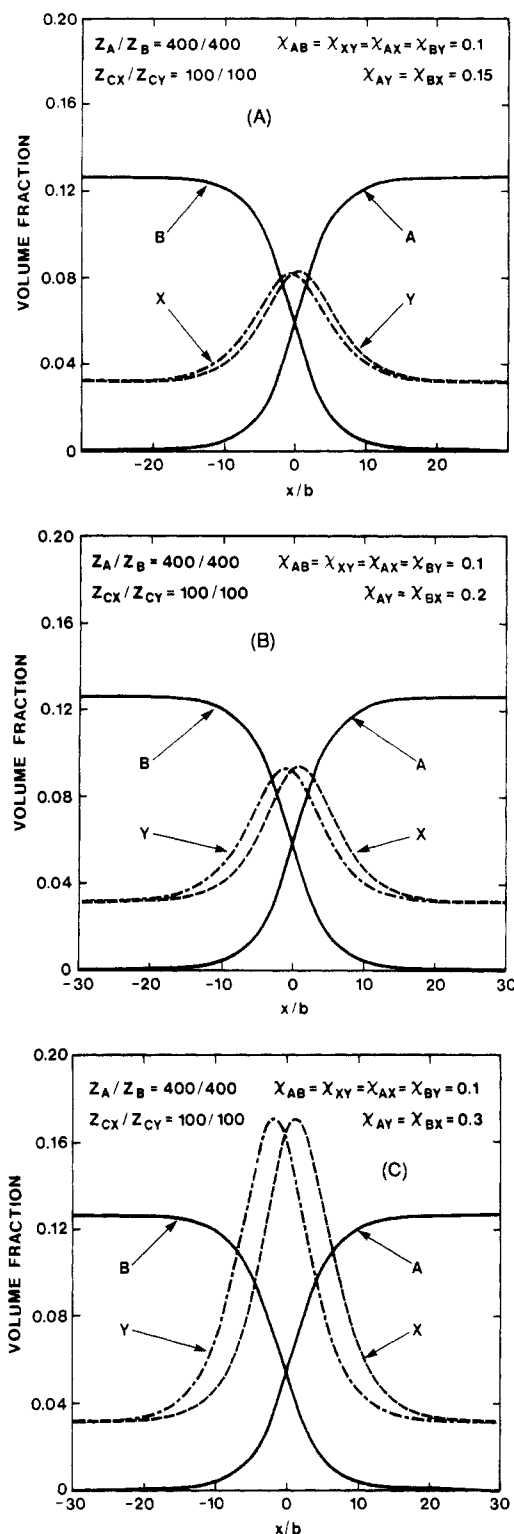 0.20
Z_A/Z_B = 400/400 χ_AB = χ_XY = χ_AX = χ_BY = 0.1
Z_CX/Z_CY = 100/100 χ_AY = χ_BX = 0.15
0.16
(A)
VOLUME FRACTION
0.12
B A
0.08
X Y
0.04
0
-20 -10 0 10 20
x/b
0.20
Z_A/Z_B = 400/400 χ_AB = χ_XY = χ_AX = χ_BY = 0.1
Z_CX/Z_CY = 100/100 χ_AY = χ_BX = 0.2
0.16
(B)
VOLUME FRACTION
0.12
B A
0.08
Y X
0.04
0
-30 -20 -10 0 10 20 30
x/b
0.20
Z_A/Z_B = 400/400 χ_AB = χ_XY = χ_AX = χ_BY = 0.1
Z_CX/Z_CY = 100/100 χ_AY = χ_BX = 0.3
0.16
(C)
VOLUME FRACTION
0.12
B A
0.08
Y X
0.04
0
-30 -20 -10 0 10 20 30
x/b